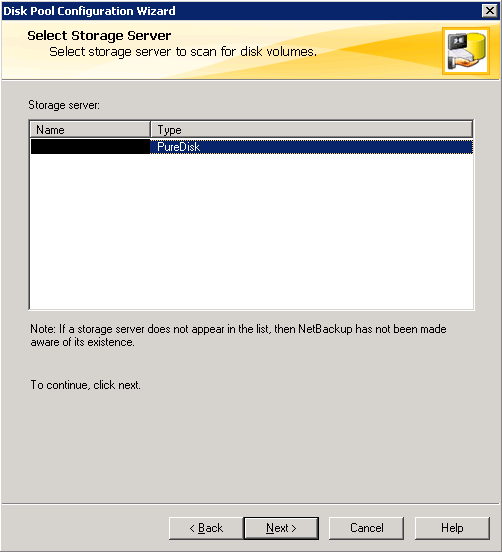 Disk Pool Configuration Wizard
Select Storage Server
Select storage server to scan for disk volumes.
Storage server:
Name Type
PureDisk
Note: If a storage server does not appear in the list, then NetBackup has not been made
aware of its existence.
To continue, click next.
< Back Next > Cancel Help